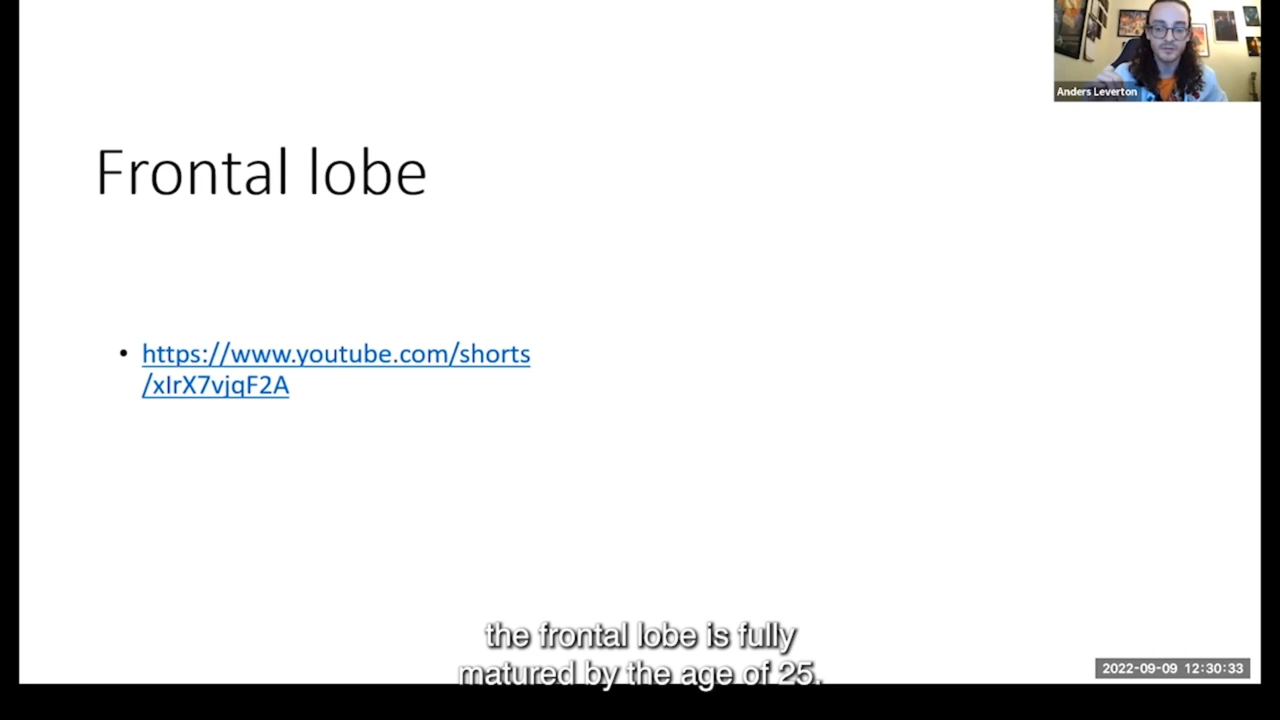 Anders Leverton
Frontal lobe
• https://www.youtube.com/shorts
/xIrX7vjqF2A
the frontal lobe is fully
matured by the age of 25.
2022-09-09 12:30:33